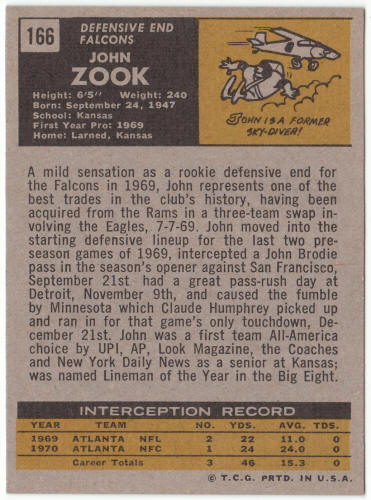 166
DEFENSIVE END
FALCONS
JOHN
ZOOK
Height: 6'5" Weight: 240
Born: September 24, 1947
School: Kansas
First Year Pro: 1969
Home: Larned, Kansas
JOHN IS A FORMER
SKY-DIVER!
A mild sensation as a rookie defensive end for
the Falcons in 1969, John represents one of the
best trades in the club's history, having been
acquired from the Rams in a three-team swap in-
volving the Eagles, 7-7-69. John moved into the
starting defensive lineup for the last two pre-
season games of 1969, intercepted a John Brodie
pass in the season's opener against San Francisco,
September 21st had a great pass-rush day at
Detroit, November 9th, and caused the fumble
by Minnesota which Claude Humphrey picked up
and ran in for that game's only touchdown, De-
cember 21st. John was a first team All-America
choice by UPI, AP, Look Magazine, the Coaches
and New York Daily News as a senior at Kansas;
was named Lineman of the Year in the Big Eight.
INTERCEPTION RECORD
YEAR TEAM NO. YDS. AVG. TDS.
1969 ATLANTA NFL 2 22 11.0 0
1970 ATLANTA NFC 1 24 24.0 0
Career Totals 3 46 15.3 0
© T.C.G. PRTD. IN U.S.A.